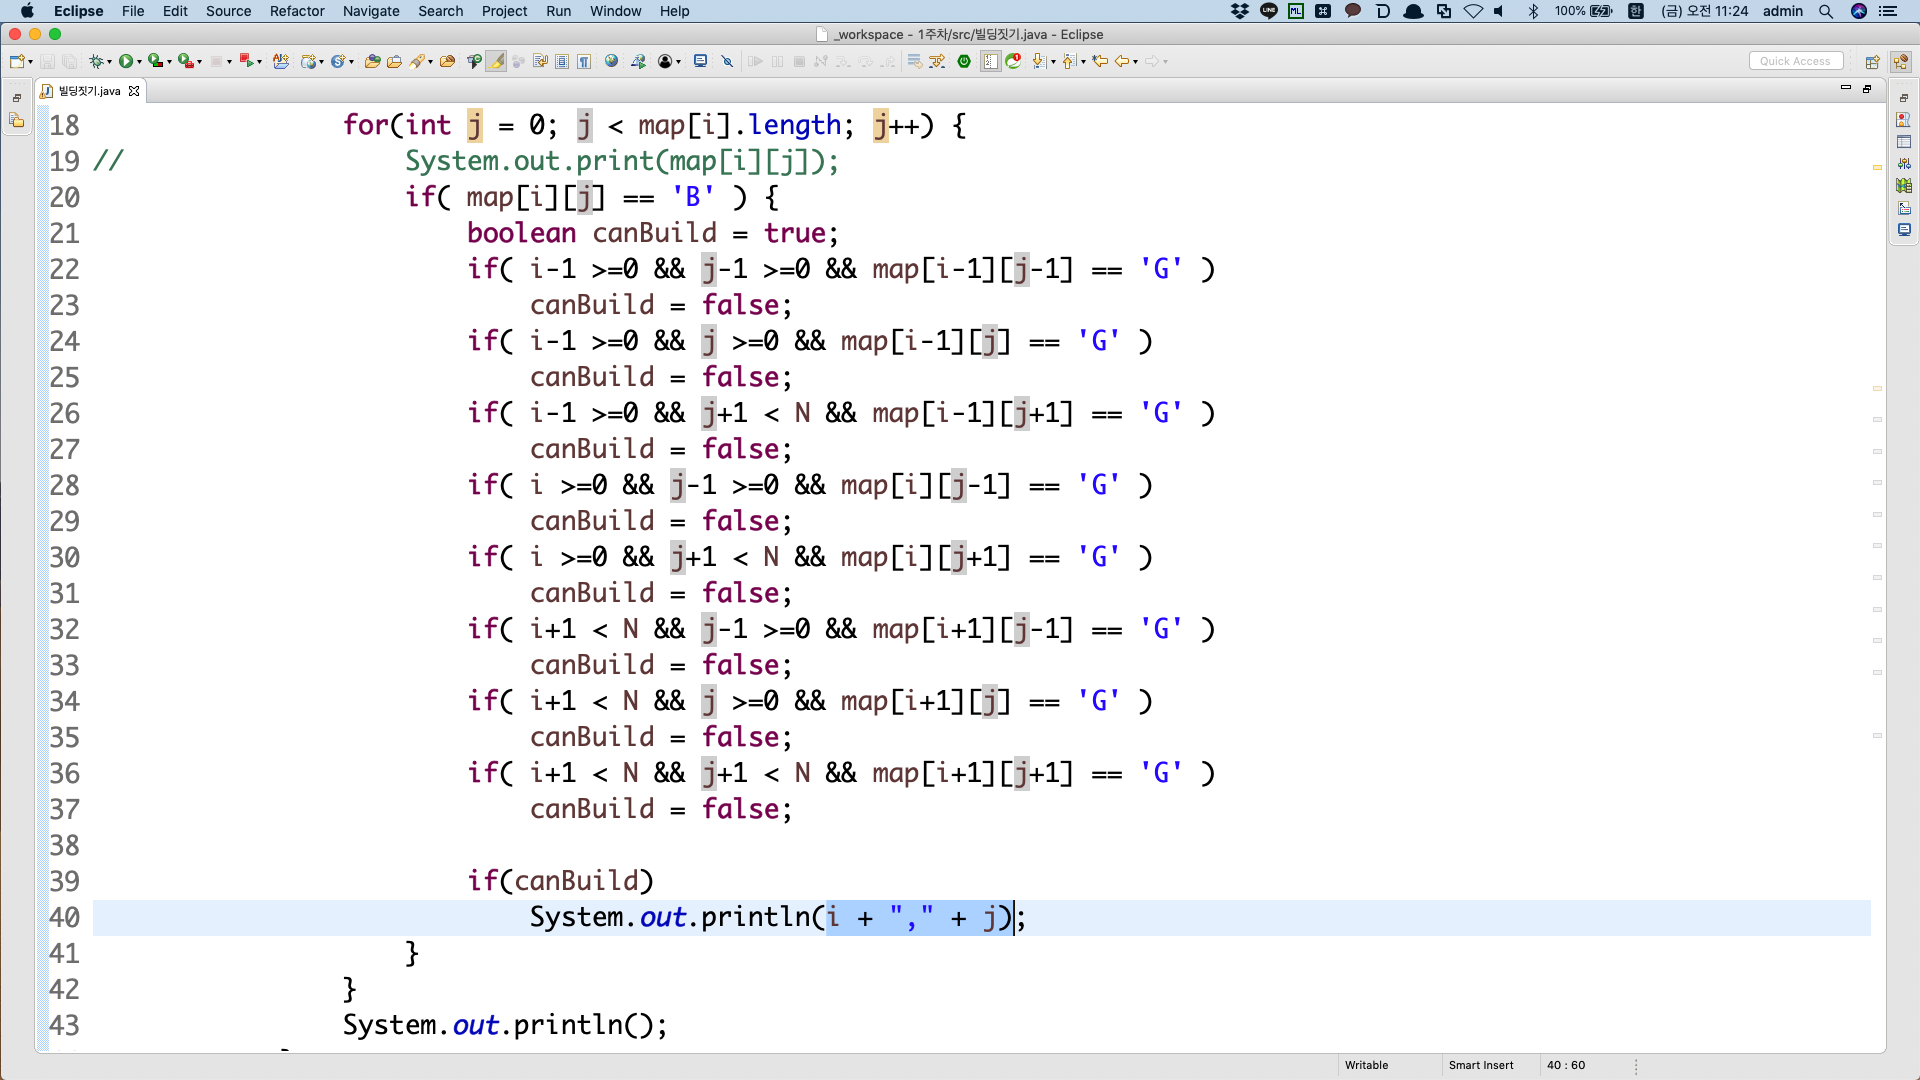 Eclipse File Edit Source Refactor Navigate Search Project Run Window Help 100% 한 (금) 오전 11:24 admin
_workspace - 1주차/src/빌딩짓기.java - Eclipse
Quick Access
빌딩짓기.java
18 for(int j = 0; j < map[i].length; j++) {
19 // System.out.print(map[i][j]);
20 if( map[i][j] == 'B' ) {
21 boolean canBuild = true;
22 if( i-1 >=0 && j-1 >=0 && map[i-1][j-1] == 'G' )
23 canBuild = false;
24 if( i-1 >=0 && j >=0 && map[i-1][j] == 'G' )
25 canBuild = false;
26 if( i-1 >=0 && j+1 < N && map[i-1][j+1] == 'G' )
27 canBuild = false;
28 if( i >=0 && j-1 >=0 && map[i][j-1] == 'G' )
29 canBuild = false;
30 if( i >=0 && j+1 < N && map[i][j+1] == 'G' )
31 canBuild = false;
32 if( i+1 < N && j-1 >=0 && map[i+1][j-1] == 'G' )
33 canBuild = false;
34 if( i+1 < N && j >=0 && map[i+1][j] == 'G' )
35 canBuild = false;
36 if( i+1 < N && j+1 < N && map[i+1][j+1] == 'G' )
37 canBuild = false;
38
39 if(canBuild)
40 System.out.println(i + "," + j);
41 }
42 }
43 System.out.println();
Writable Smart Insert 40 : 60